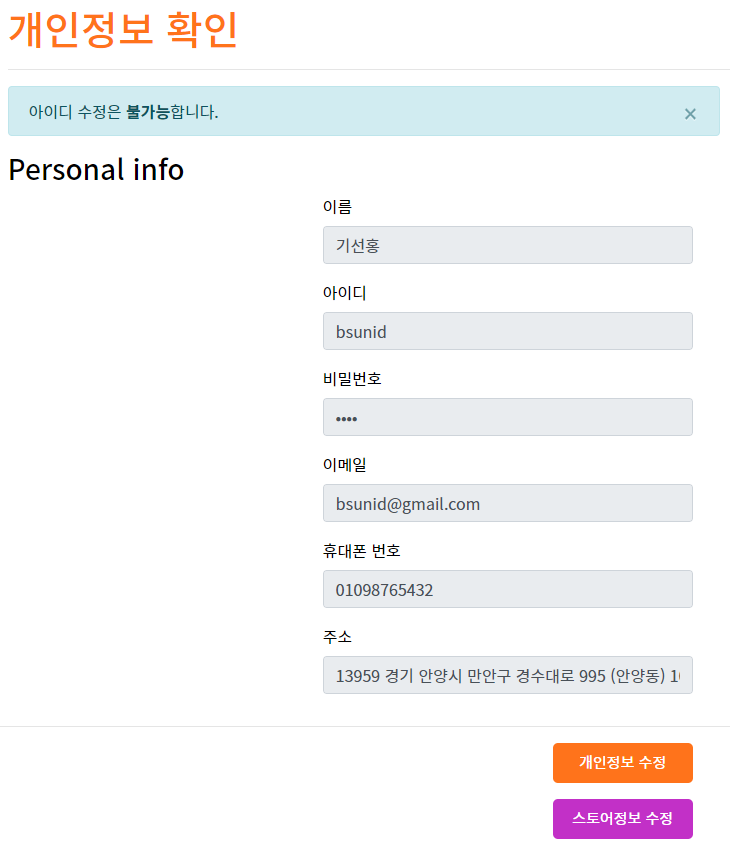 개인정보 확인
아이디 수정은 불가능합니다.
×
Personal info
이름
기선홍
아이디
bsunid
비밀번호
••••
이메일
bsunid@gmail.com
휴대폰 번호
01098765432
주소
13959 경기 안양시 만안구 경수대로 995 (안양동)
개인정보 수정
스토어정보 수정